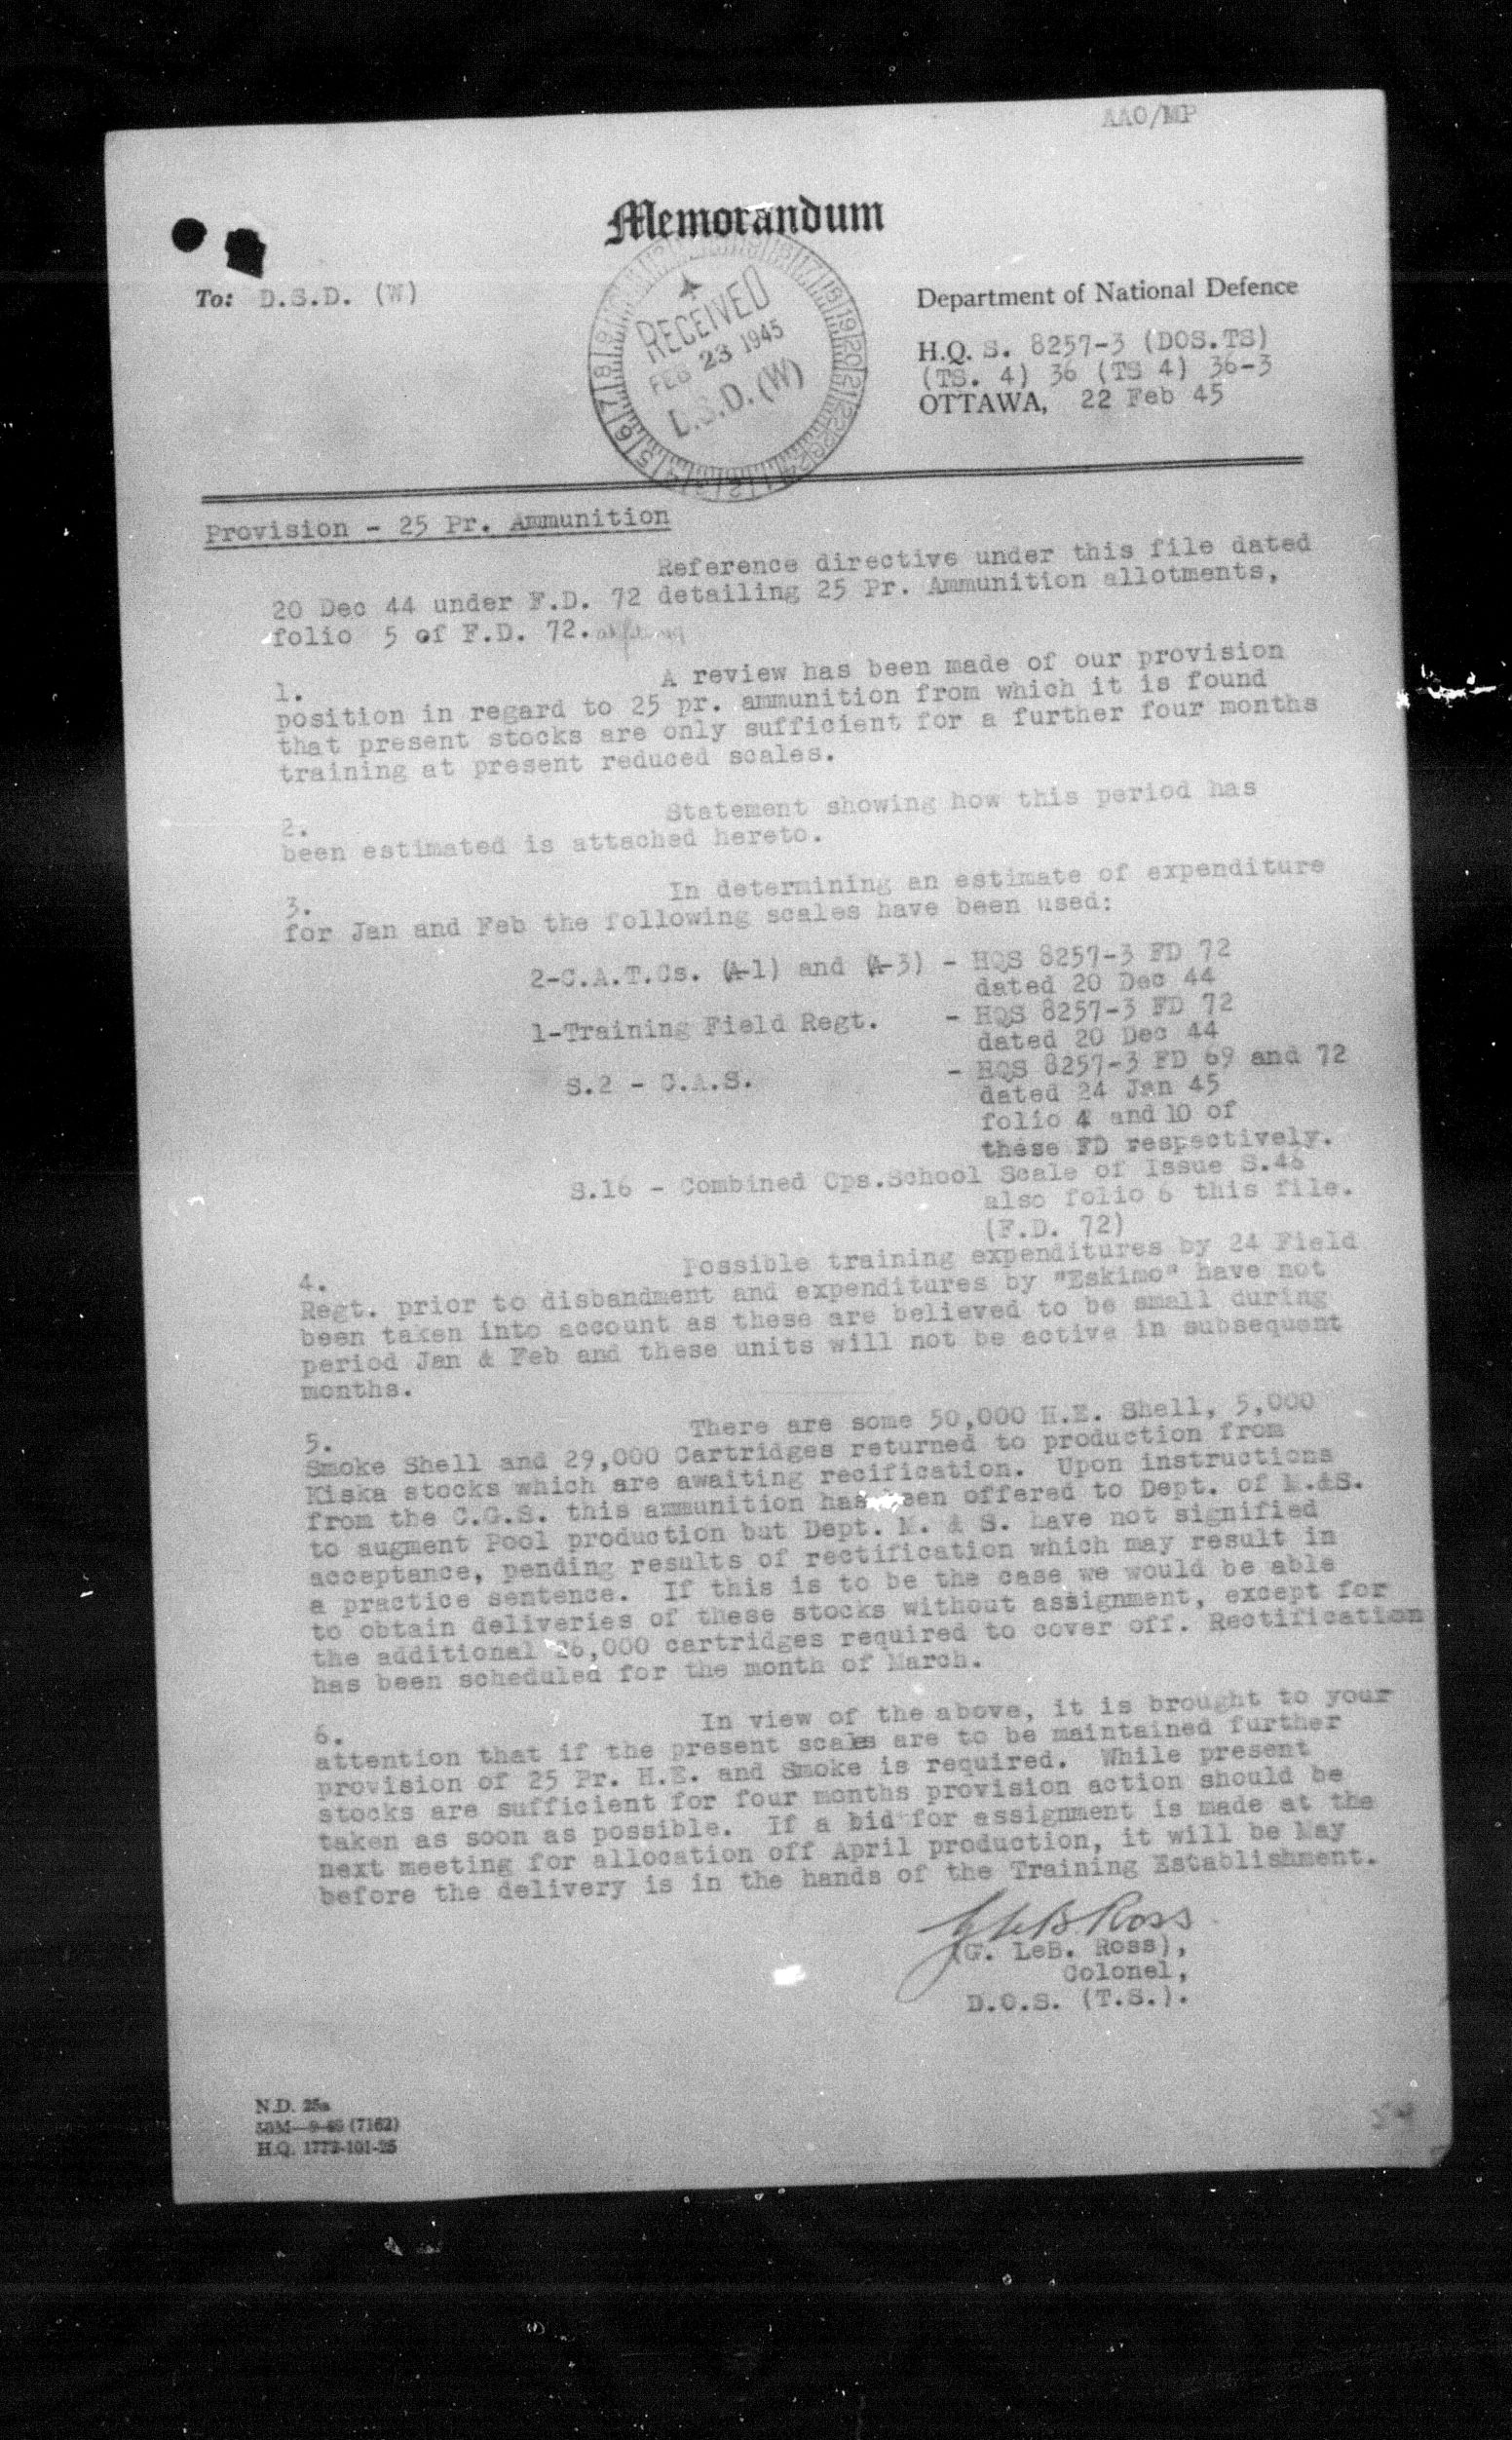 AAO/MP
Memorandum
To: D.S.D. (W)
RECEIVED
FEB 23 1945
D.S.D. (W)
Department of National Defence
H.Q. S. 8257-3 (DOS.TS)
(TS. 4) 36 (TS 4) 36-3
OTTAWA, 22 Feb 45
Provision - 25 Pr. Ammunition
Reference directive under this file dated
20 Dec 44 under F.D. 72 detailing 25 Pr. Ammunition allotments,
folio 5 of F.D. 72.
1. A review has been made of our provision
position in regard to 25 pr. ammunition from which it is found
that present stocks are only sufficient for a further four months
training at present reduced scales.
2. Statement showing how this period has
been estimated is attached hereto.
3. In determining an estimate of expenditure
for Jan and Feb the following scales have been used:
2-C.A.T.Cs. (A-1) and (A-3) - HQS 8257-3 FD 72
dated 20 Dec 44
1-Training Field Regt. - HQS 8257-3 FD 72
dated 20 Dec 44
S.2 - C.A.S. - HQS 8257-3 FD 69 and 72
dated 24 Jan 45
folio 4 and 10 of
these FD respectively.
S.16 - Combined Ops.School Scale of Issue S.46
also folio 6 this file.
(F.D. 72)
4. Possible training expenditures by 24 Field
Regt. prior to disbandment and expenditures by "Eskimo" have not
been taken into account as these are believed to be small during
period Jan & Feb and these units will not be active in subsequent
months.
5. There are some 50,000 H.E. Shell, 5,000
Smoke Shell and 29,000 Cartridges returned to production from
Kiska stocks which are awaiting recification. Upon instructions
from the C.G.S. this ammunition has been offered to Dept. of M.&S.
to augment Pool production but Dept. M. & S. have not signified
acceptance, pending results of rectification which may result in
a practice sentence. If this is to be the case we would be able
to obtain deliveries of these stocks without assignment, except for
the additional 26,000 cartridges required to cover off. Rectification
has been scheduled for the month of March.
6. In view of the above, it is brought to your
attention that if the present scales are to be maintained further
provision of 25 Pr. H.E. and Smoke is required. While present
stocks are sufficient for four months provision action should be
taken as soon as possible. If a bid for assignment is made at the
next meeting for allocation off April production, it will be May
before the delivery is in the hands of the Training Establishment.
G LeB Ross
(G. LeB. Ross),
Colonel,
D.O.S. (T.S.).
N.D. 25a
(7162)
H.Q. 1772-101-25